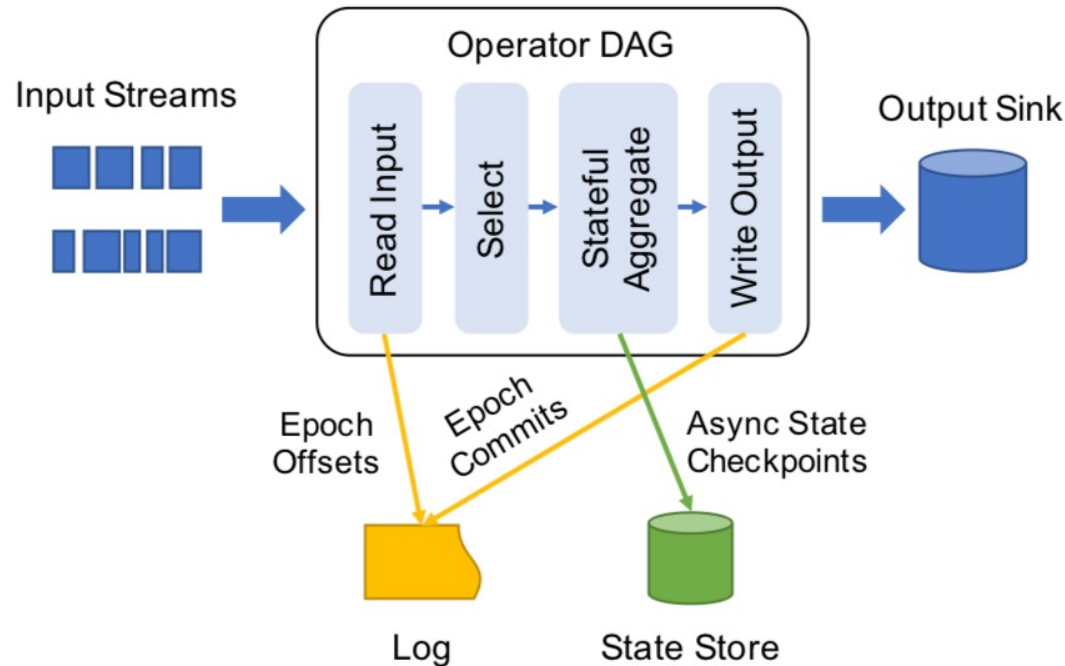 Operator DAG
Input Streams
Output Sink
Read Input
Select
Stateful
Aggregate
Write Output
Epoch
Offsets
Epoch
Commits
Async State
Checkpoints
Log
State Store